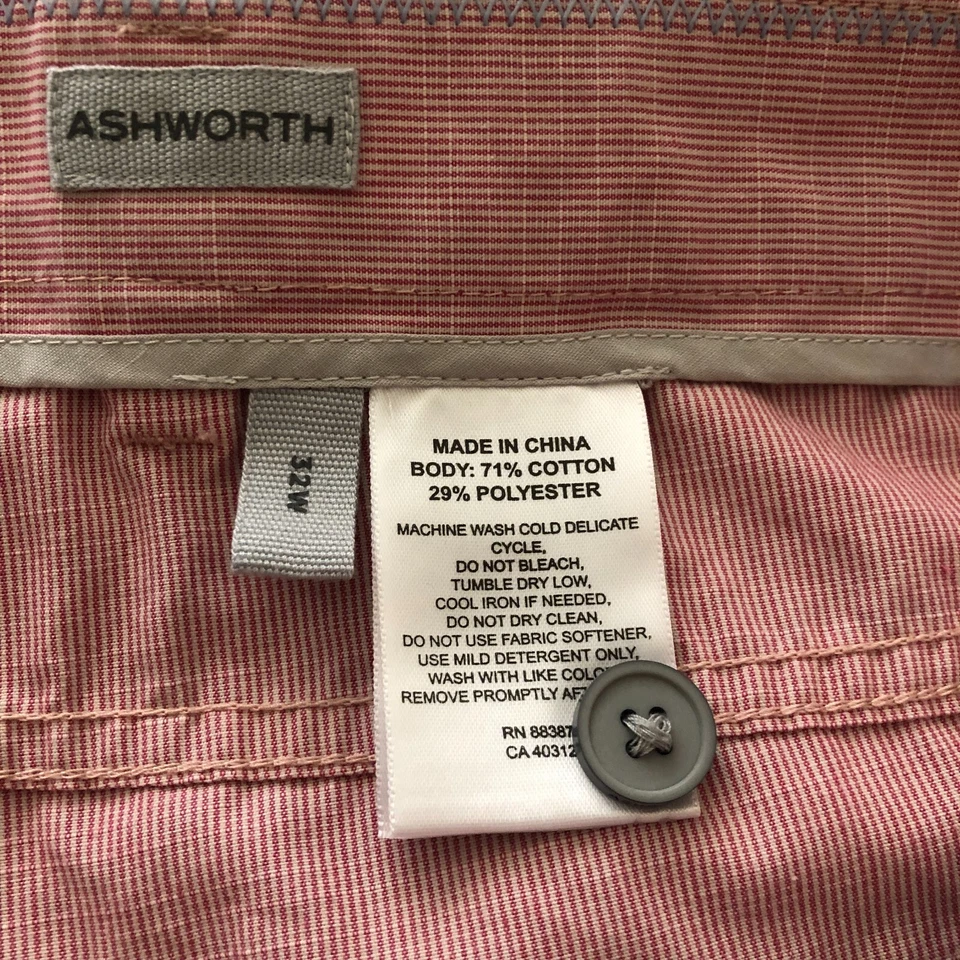 ASHWORTH
32W
MADE IN CHINA
BODY: 71% COTTON
29% POLYESTER
MACHINE WASH COLD DELICATE
CYCLE,
DO NOT BLEACH,
TUMBLE DRY LOW,
COOL IRON IF NEEDED,
DO NOT DRY CLEAN,
DO NOT USE FABRIC SOFTENER,
USE MILD DETERGENT ONLY,
WASH WITH LIKE
REMOVE PROMPTLY
RN
CA